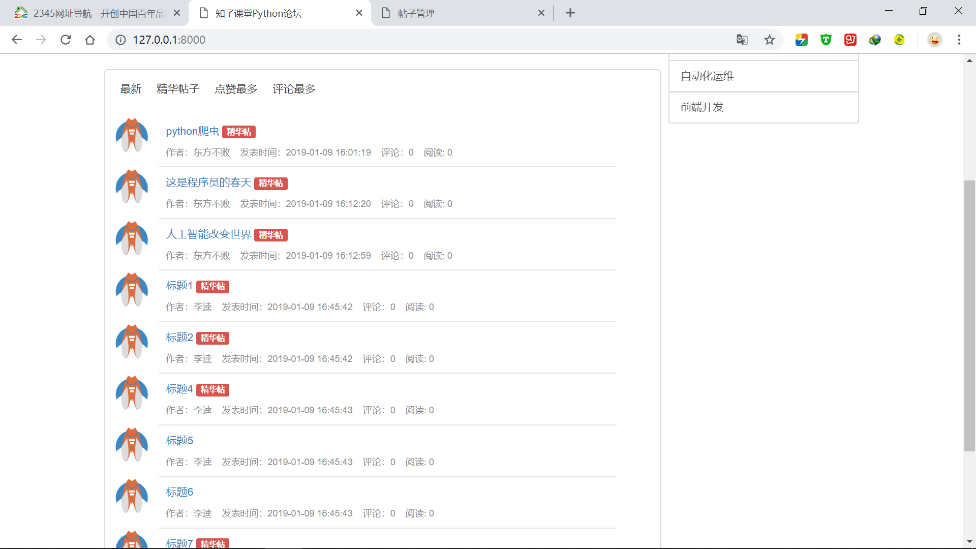 2345网址导航 - 开创中国百年品
知了课堂Python论坛
帖子管理
127.0.0.1:8000
自动化运维
前端开发
最新 精华帖子 点赞最多 评论最多
python爬虫 精华帖
作者：东方不败 发表时间：2019-01-09 16:01:19 评论：0 阅读: 0
这是程序员的春天 精华帖
作者：东方不败 发表时间：2019-01-09 16:12:20 评论：0 阅读: 0
人工智能改变世界 精华帖
作者：东方不败 发表时间：2019-01-09 16:12:59 评论：0 阅读: 0
标题1 精华帖
作者：李逵 发表时间：2019-01-09 16:45:42 评论：0 阅读: 0
标题2 精华帖
作者：李逵 发表时间：2019-01-09 16:45:42 评论：0 阅读: 0
标题4 精华帖
作者：李逵 发表时间：2019-01-09 16:45:43 评论：0 阅读: 0
标题5
作者：李逵 发表时间：2019-01-09 16:45:43 评论：0 阅读: 0
标题6
作者：李逵 发表时间：2019-01-09 16:45:43 评论：0 阅读: 0
标题7 精华帖